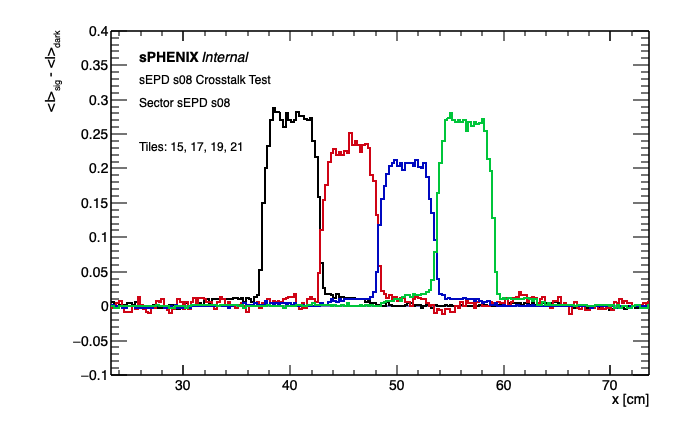 0.4
0.35
0.3
0.25
0.2
0.15
0.1
0.05
0
−0.05
−0.1
<I>sig - <I>dark
sPHENIX Internal
sEPD s08 Crosstalk Test
Sector sEPD s08
Tiles: 15, 17, 19, 21
30 40 50 60 70
x [cm]